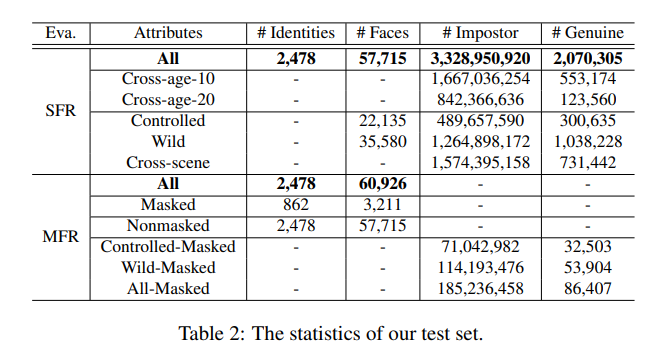 Eva. Attributes # Identities # Faces # Impostor # Genuine
All 2,478 57,715 3,328,950,920 2,070,305
Cross-age-10 - - 1,667,036,254 553,174
Cross-age-20 - - 842,366,636 123,560
SFR
Controlled - 22,135 489,657,590 300,635
Wild - 35,580 1,264,898,172 1,038,228
Cross-scene - - 1,574,395,158 731,442
All 2,478 60,926 - -
Masked 862 3,211 - -
Nonmasked 2,478 57,715 - -
MFR
Controlled-Masked - - 71,042,982 32,503
Wild-Masked - - 114,193,476 53,904
All-Masked - - 185,236,458 86,407
Table 2: The statistics of our test set.